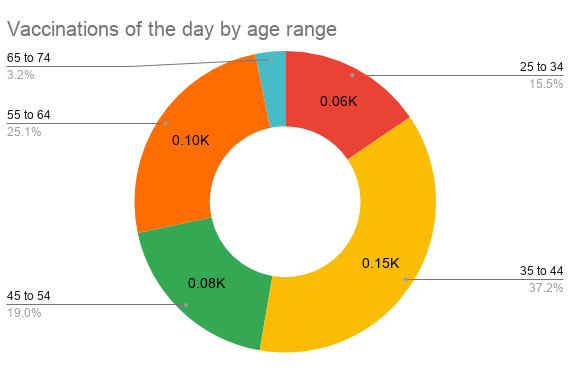 Vaccinations of the day by age range
65 to 74
3.2%
25 to 34
15.5%
0.06K
55 to 64
25.1%
0.10K
0.15K
35 to 44
37.2%
0.08K
45 to 54
19.0%